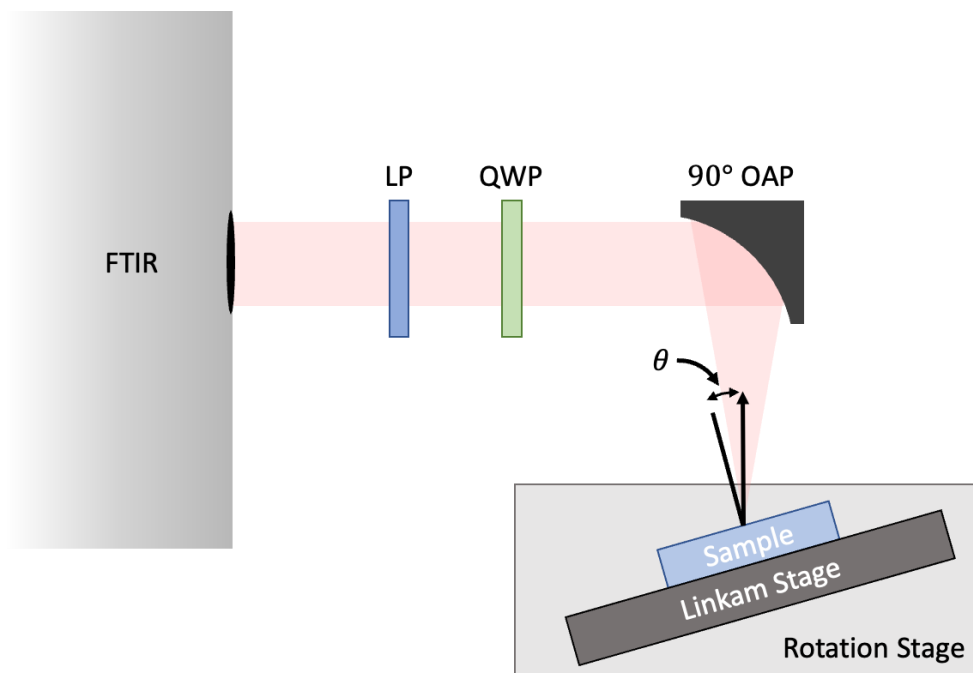 LP
QWP
90° OAP
FTIR
θ
Sample
Linkam Stage
Rotation Stage